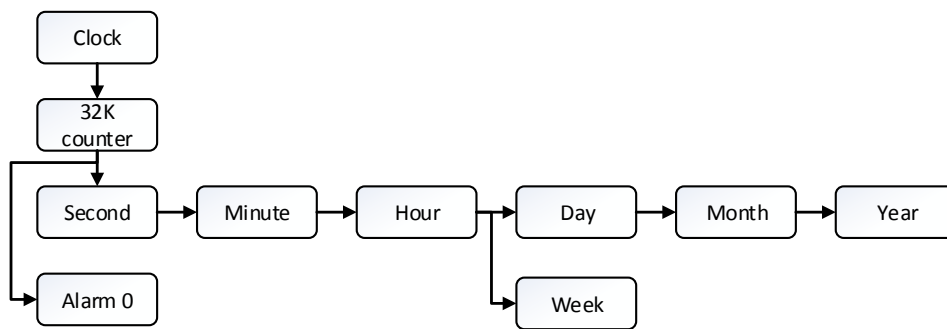 Clock
32K
counter
Second
Minute
Hour
Day
Month
Year
Alarm 0
Week